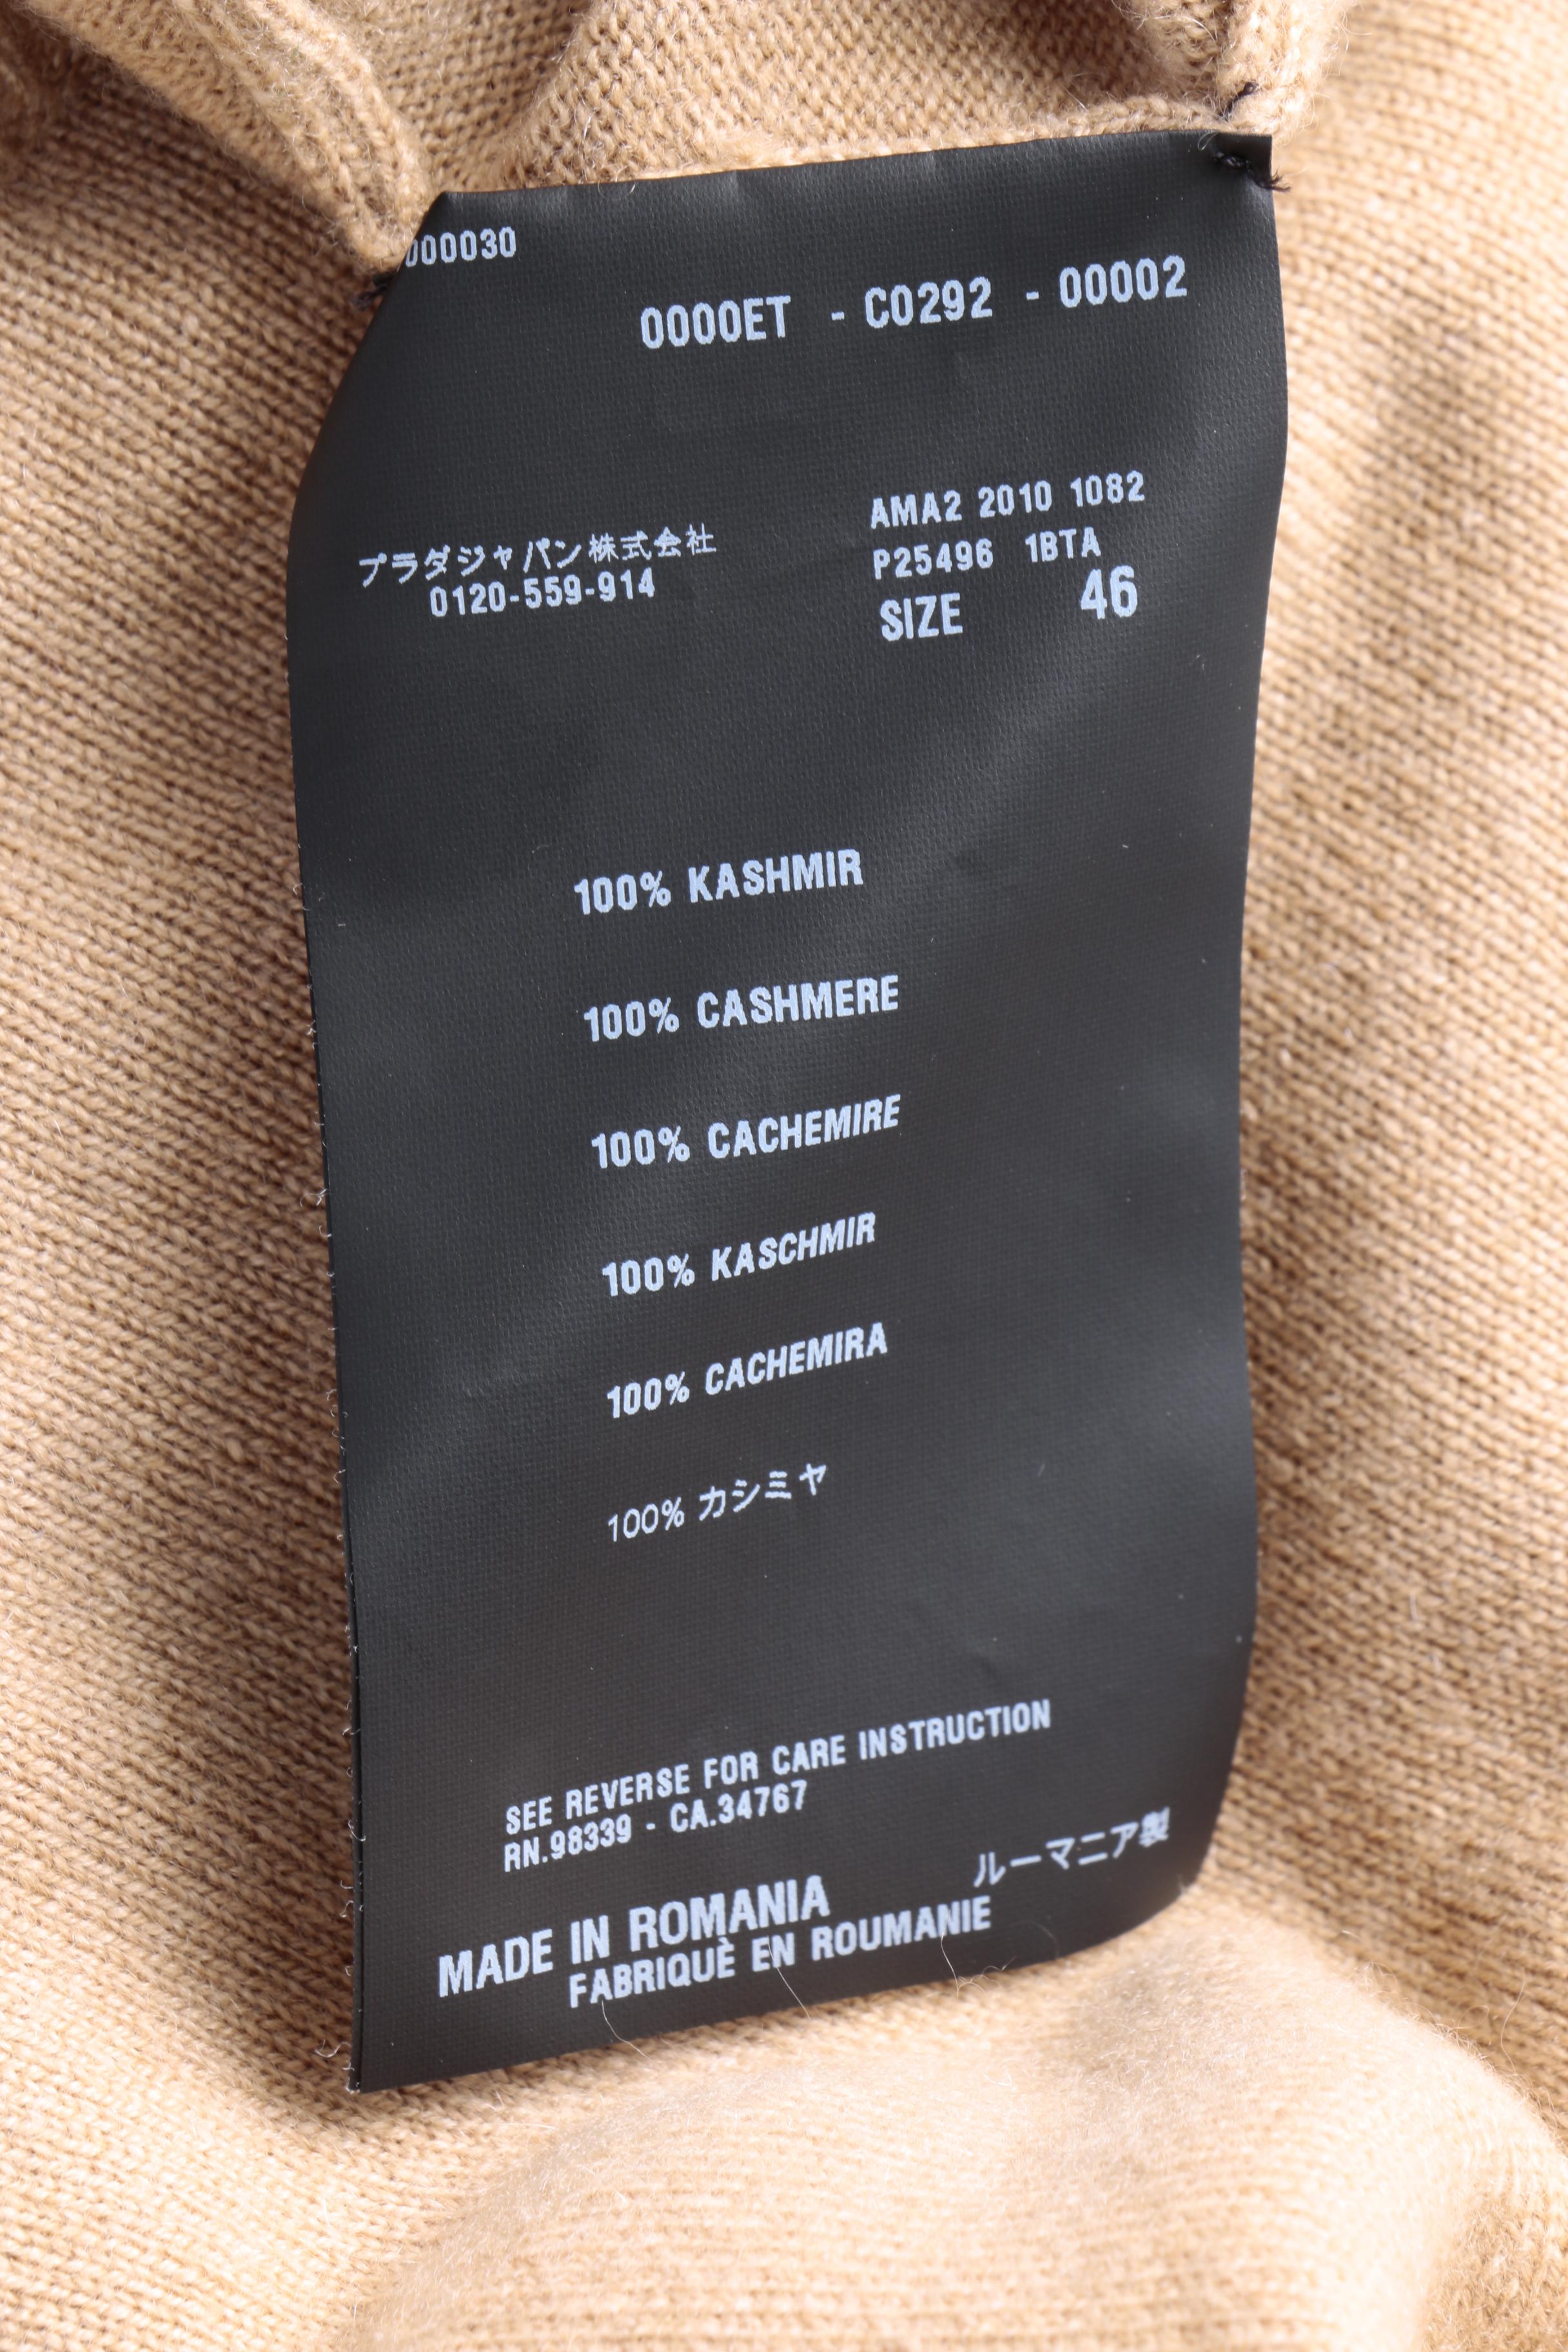 000030
0000ET - C0292 - 00002
プラダジャパン株式会社
0120-559-914
AMA2 2010 1082
P25496 1BTA
SIZE 46
100% KASHMIR
100% CASHMERE
100% CACHEMIRE
100% KASCHMIR
100% CACHEMIRA
100% カシミヤ
SEE REVERSE FOR CARE INSTRUCTION
RN.98339 - CA.34767
ルーマニア製
MADE IN ROMANIA
FABRIQUÈ EN ROUMANIE